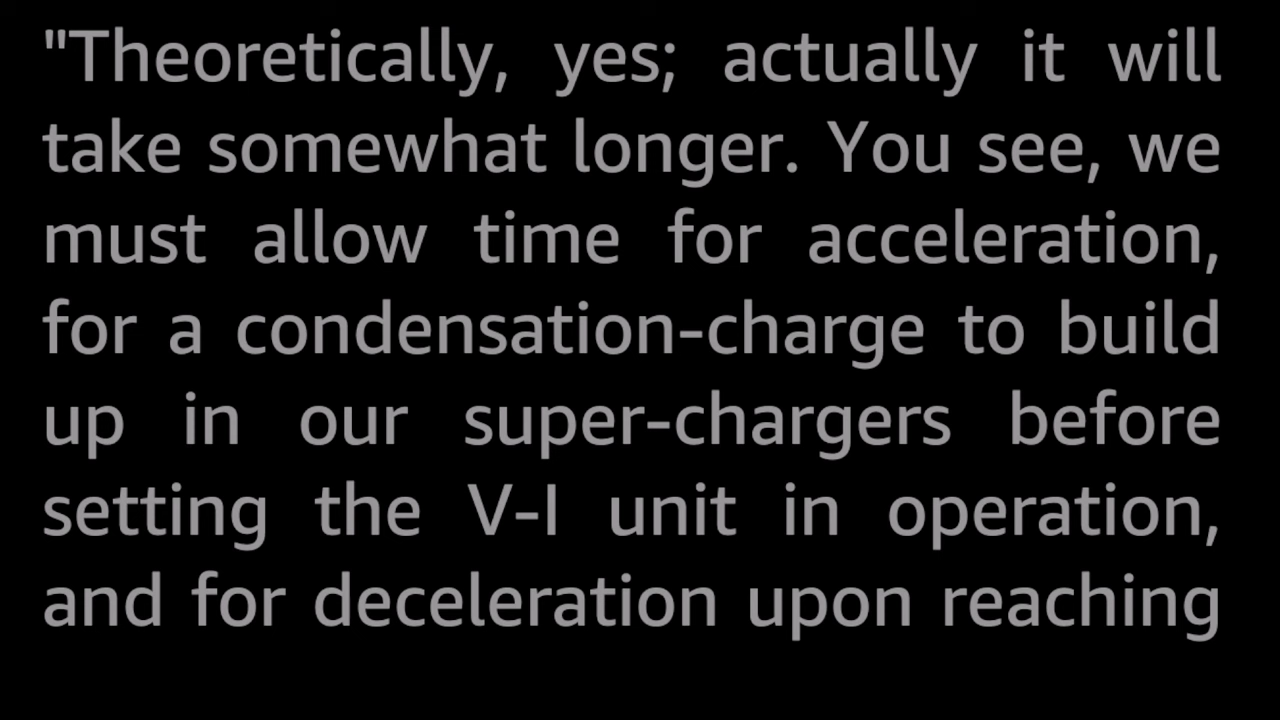 "Theoretically, yes; actually it will
take somewhat longer. You see, we
must allow time for acceleration,
for a condensation-charge to build
up in our super-chargers before
setting the V-I unit in operation,
and for deceleration upon reaching